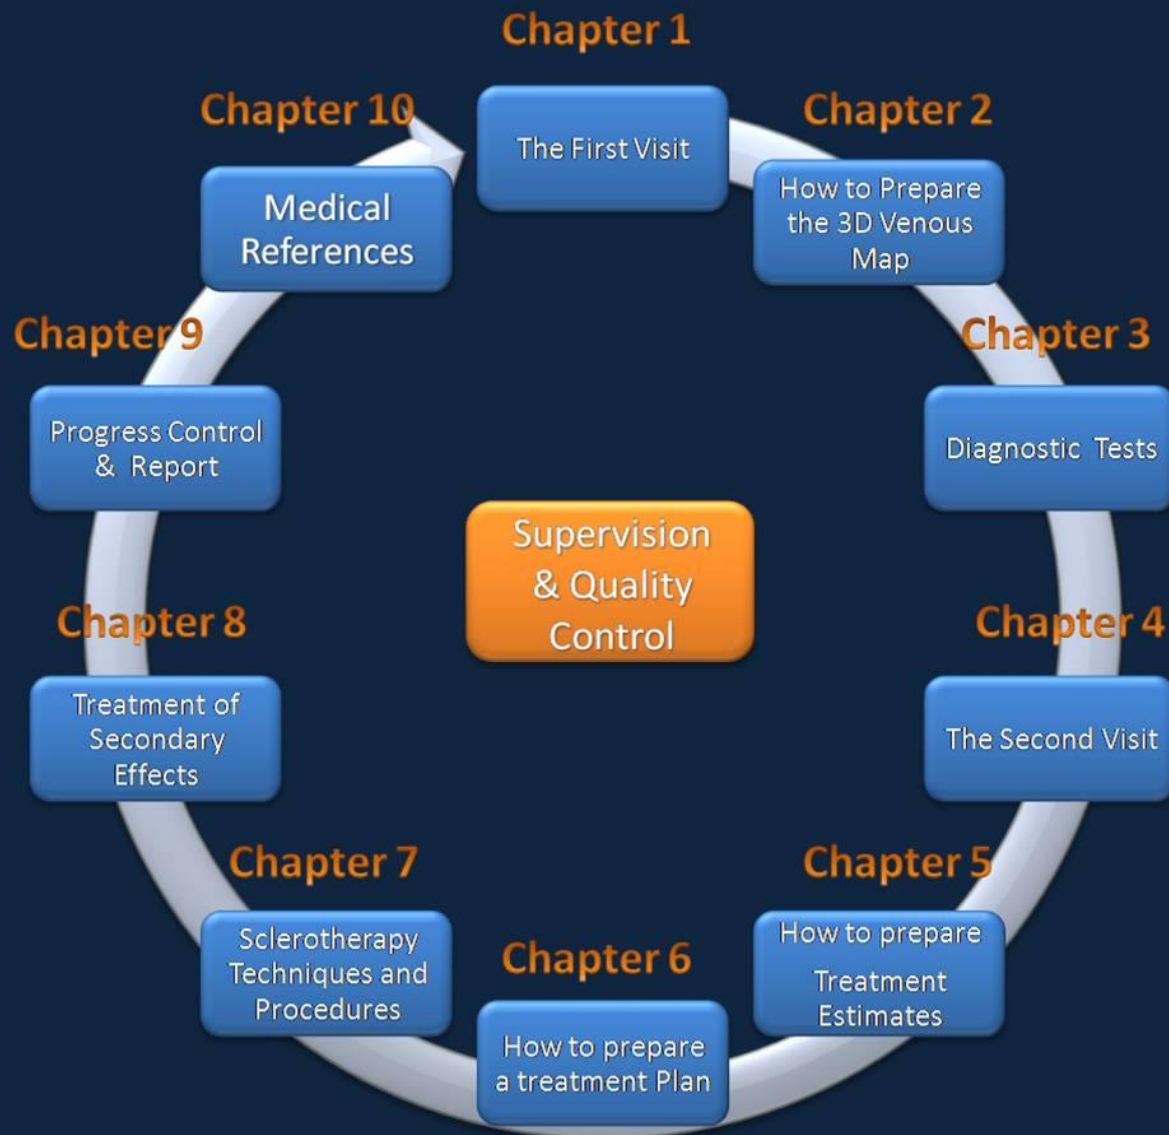 Chapter 1
The First Visit
Chapter 2
How to Prepare
the 3D Venous
Map
Chapter 3
Diagnostic Tests
Chapter 4
The Second Visit
Chapter 5
How to prepare
Treatment
Estimates
Chapter 6
How to prepare
a treatment Plan
Chapter 7
Sclerotherapy
Techniques and
Procedures
Chapter 8
Treatment of
Secondary
Effects
Chapter 9
Progress Control
& Report
Chapter 10
Medical
References
Supervision
& Quality
Control